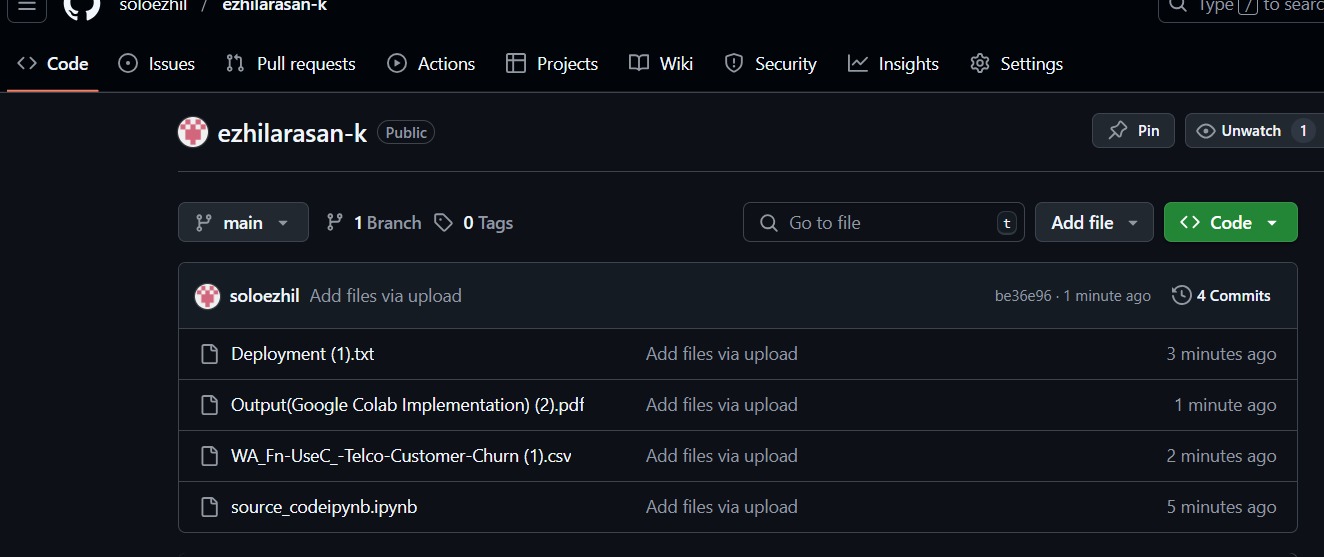 soloezhil / ezhilarasan-k
Type / to searc
Code Issues Pull requests Actions Projects Wiki Security Insights Settings
ezhilarasan-k Public
Pin Unwatch 1
main 1 Branch 0 Tags Go to file t Add file Code
soloezhil Add files via upload be36e96 · 1 minute ago 4 Commits
Deployment (1).txt Add files via upload 3 minutes ago
Output(Google Colab Implementation) (2).pdf Add files via upload 1 minute ago
WA_Fn-UseC_-Telco-Customer-Churn (1).csv Add files via upload 2 minutes ago
source_codeipynb.ipynb Add files via upload 5 minutes ago